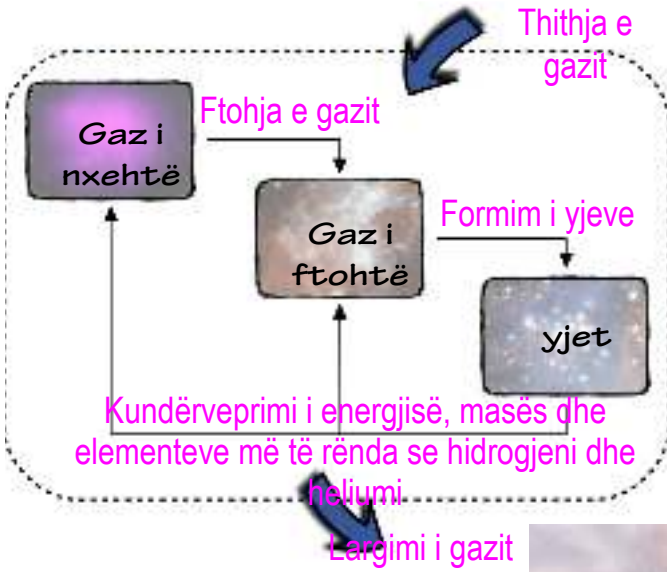 Thithja e
gazit
Ftohja e gazit
Gaz i
nxehtë
Formim i yjeve
Gaz i
ftohtë
yjet
Kundërveprimi i energjisë, masës dhe
elementeve më të rënda se hidrogjeni dhe
heliumi
Largimi i gazit